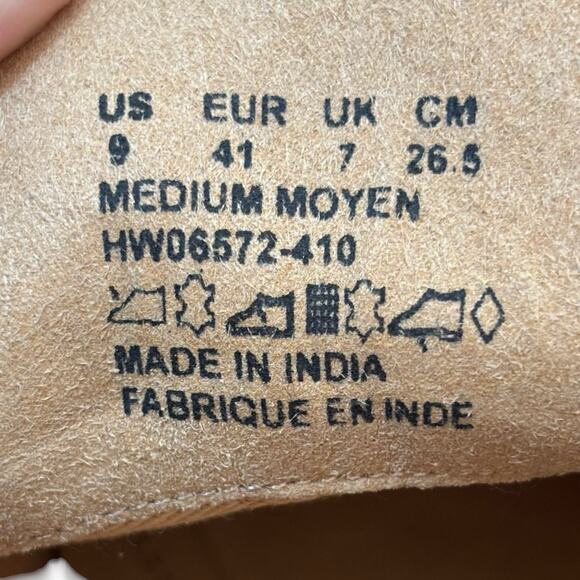 US EUR UK CM
9 41 7 26.5
MEDIUM MOYEN
HW06572-410
MADE IN INDIA
FABRIQUE EN INDE